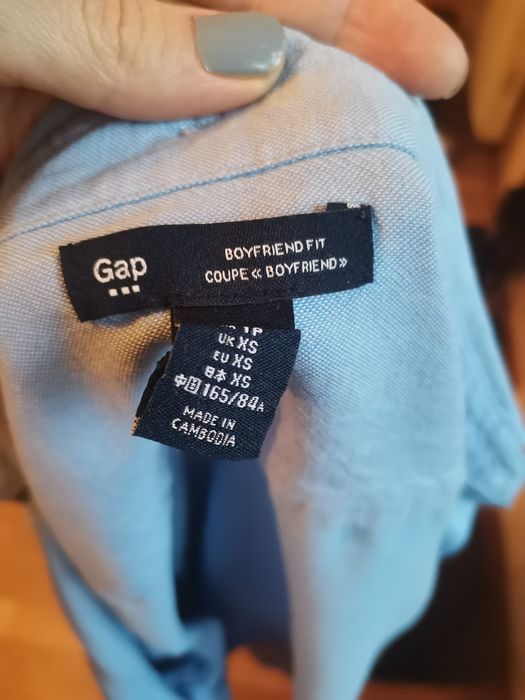 Gap
BOYFRIEND FIT
COUPE « BOYFRIEND »
UK XS
EU XS
日本 XS
中国 165/84A
MADE IN
CAMBODIA